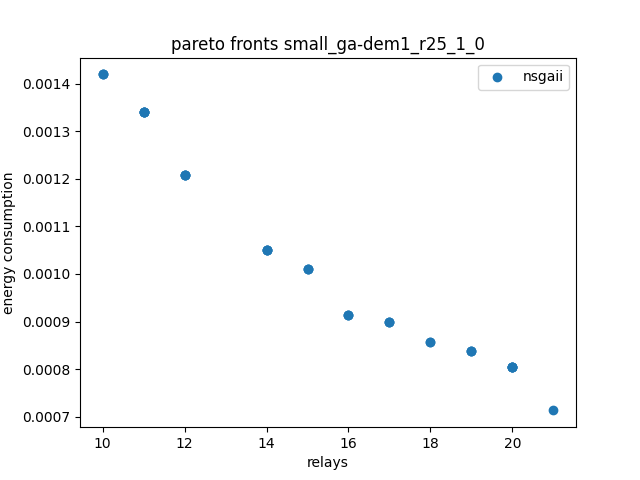 pareto fronts small_ga-dem1_r25_1_0
nsgaii
0.0014
0.0013
0.0012
0.0011
0.0010
0.0009
0.0008
0.0007
energy consumption
10 12 14 16 18 20
relays